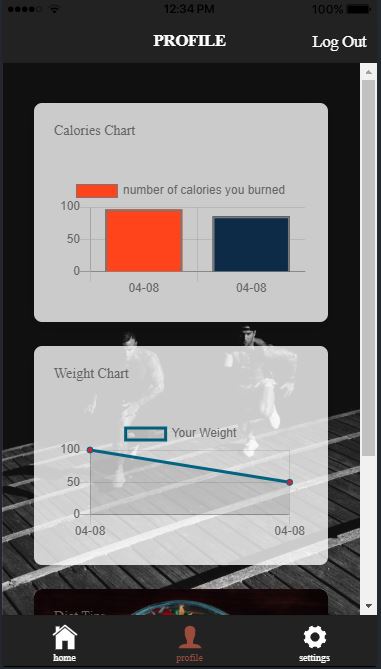 12:34 PM 100%
PROFILE Log Out
Calories Chart
number of calories you burned
100
50
0
04-08 04-08
Weight Chart
Your Weight
100
50
0
04-08 04-08
Diet Tips
home profile settings